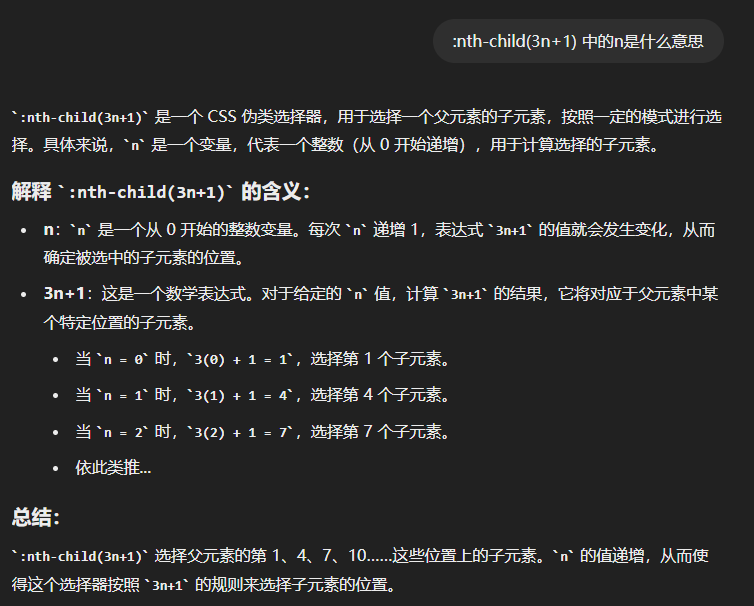 :nth-child(3n+1) 中的n是什么意思
`:nth-child(3n+1)` 是一个 CSS 伪类选择器，用于选择一个父元素的子元素，按照一定的模式进行选
择。具体来说，`n` 是一个变量，代表一个整数（从 0 开始递增），用于计算选择的子元素。
解释 `:nth-child(3n+1)` 的含义：
• n：`n` 是一个从 0 开始的整数变量。每次 `n` 递增 1，表达式 `3n+1` 的值就会发生变化，从而
确定被选中的子元素的位置。
• 3n+1：这是一个数学表达式。对于给定的 `n` 值，计算 `3n+1` 的结果，它将对应于父元素中某
个特定位置的子元素。
• 当 `n = 0` 时，`3(0) + 1 = 1`，选择第 1 个子元素。
• 当 `n = 1` 时，`3(1) + 1 = 4`，选择第 4 个子元素。
• 当 `n = 2` 时，`3(2) + 1 = 7`，选择第 7 个子元素。
• 依此类推...
总结：
`:nth-child(3n+1)` 选择父元素的第 1、4、7、10……这些位置上的子元素。`n` 的值递增，从而使
得这个选择器按照 `3n+1` 的规则来选择子元素的位置。